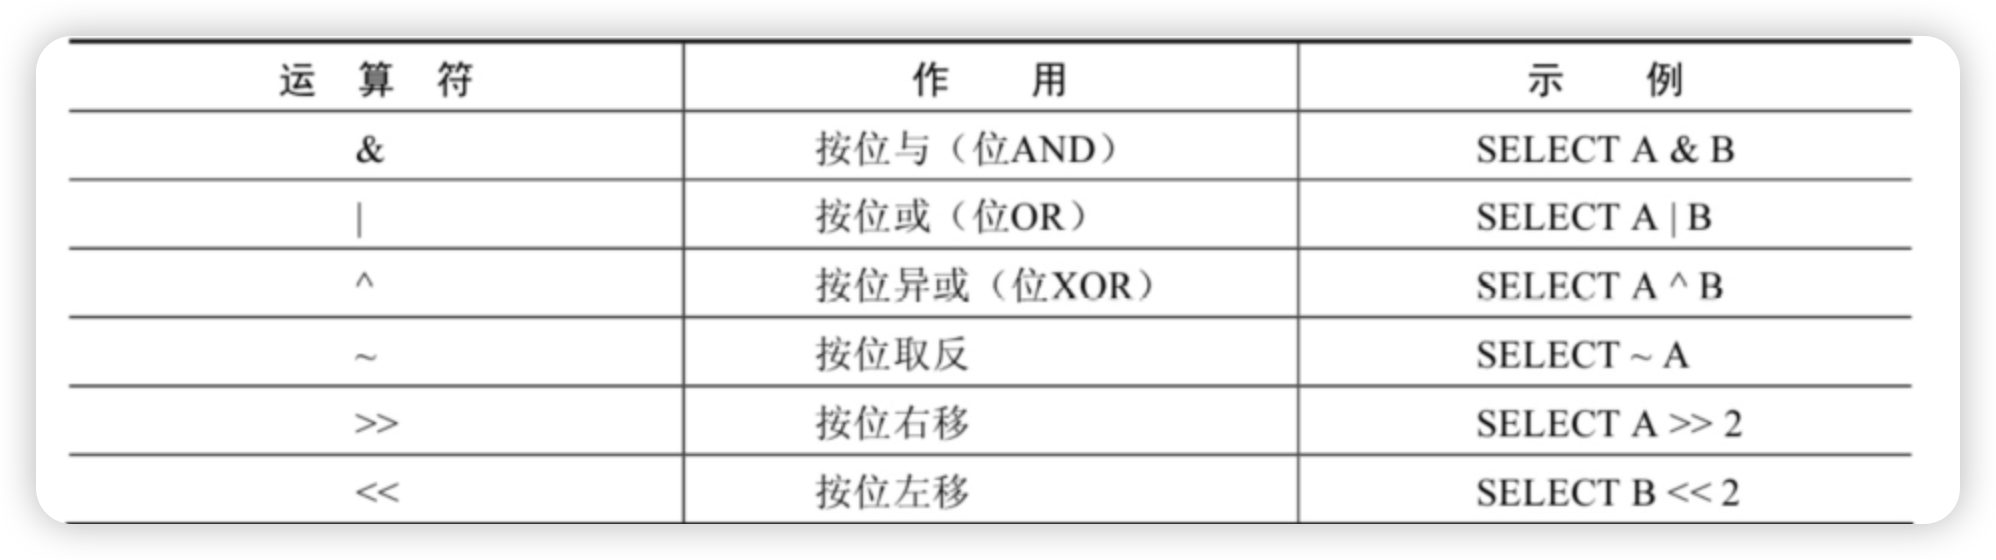 运 算 符 作 用 示 例
& 按位与（位AND） SELECT A & B
| 按位或（位OR） SELECT A | B
^ 按位异或（位XOR） SELECT A ^ B
~ 按位取反 SELECT ~ A
>> 按位右移 SELECT A >> 2
<< 按位左移 SELECT B << 2